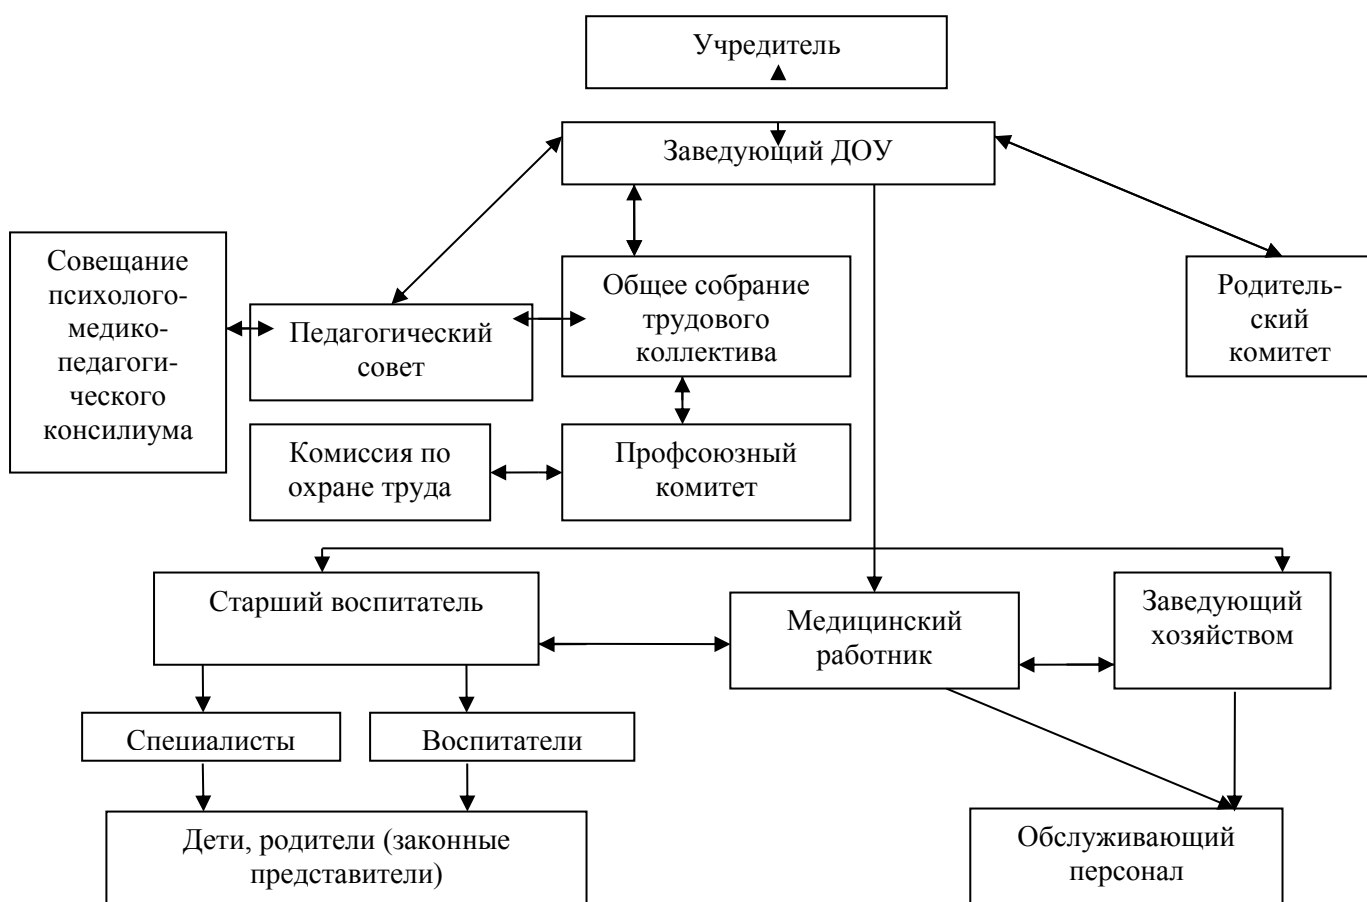 Учредитель
Заведующий ДОУ
Совещание
психолого-
медико-
педагоги-
ческого
консилиума
Педагогический
совет
Общее собрание
трудового
коллектива
Родитель-
ский
комитет
Комиссия по
охране труда
Профсоюзный
комитет
Старший воспитатель
Медицинский
работник
Заведующий
хозяйством
Специалисты
Воспитатели
Дети, родители (законные
представители)
Обслуживающий
персонал